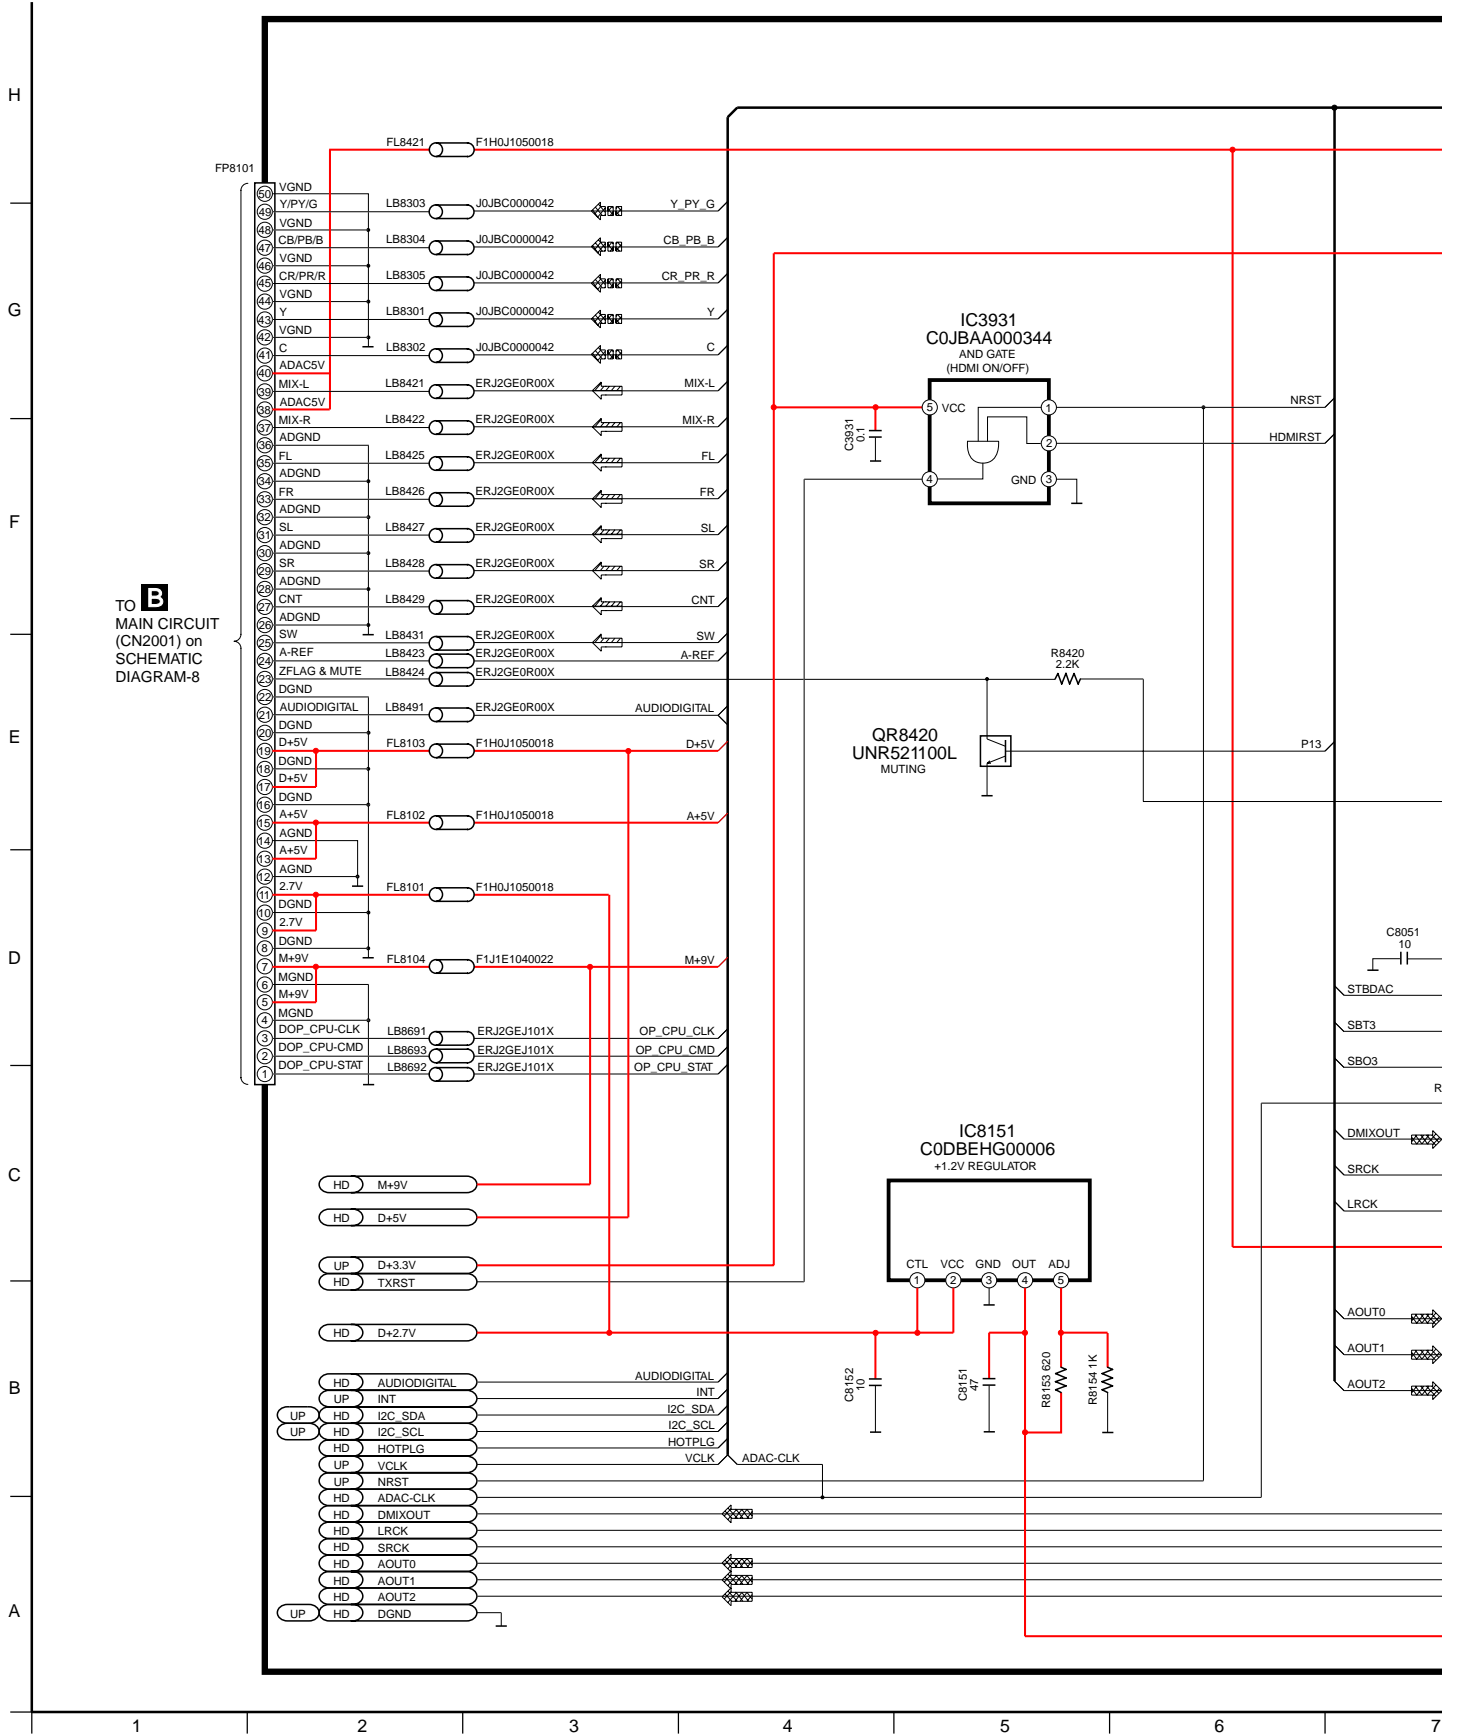 H
G
F
E
D
C
B
A
1
2
3
4
5
6
7
FP8101
TO B
MAIN CIRCUIT
(CN2001) on
SCHEMATIC
DIAGRAM-8
FL8421 F1H0J1050018
50 VGND
49 Y/PY/G LB8303 J0JBC0000042 Y_PY_G
48 VGND
47 CB/PB/B LB8304 J0JBC0000042 CB_PB_B
46 VGND
45 CR/PR/R LB8305 J0JBC0000042 CR_PR_R
44 VGND
43 Y LB8301 J0JBC0000042 Y
42 VGND
41 C LB8302 J0JBC0000042 C
40 ADAC5V
39 MIX-L LB8421 ERJ2GE0R00X MIX-L
38 ADAC5V
37 MIX-R LB8422 ERJ2GE0R00X MIX-R
36 ADGND
35 FL LB8425 ERJ2GE0R00X FL
34 ADGND
33 FR LB8426 ERJ2GE0R00X FR
32 ADGND
31 SL LB8427 ERJ2GE0R00X SL
30 ADGND
29 SR LB8428 ERJ2GE0R00X SR
28 ADGND
27 CNT LB8429 ERJ2GE0R00X CNT
26 ADGND
25 SW LB8431 ERJ2GE0R00X SW
24 A-REF LB8423 ERJ2GE0R00X A-REF
23 ZFLAG & MUTE LB8424 ERJ2GE0R00X
22 DGND
21 AUDIODIGITAL LB8491 ERJ2GE0R00X AUDIODIGITAL
20 DGND
19 D+5V FL8103 F1H0J1050018 D+5V
18 DGND
17 D+5V
16 DGND
15 A+5V FL8102 F1H0J1050018 A+5V
14 AGND
13 A+5V
12 AGND
11 2.7V FL8101 F1H0J1050018
10 DGND
9 2.7V
8 DGND
7 M+9V FL8104 F1J1E1040022 M+9V
6 MGND
5 M+9V
4 MGND
3 DOP_CPU-CLK LB8691 ERJ2GEJ101X OP_CPU_CLK
2 DOP_CPU-CMD LB8693 ERJ2GEJ101X OP_CPU_CMD
1 DOP_CPU-STAT LB8692 ERJ2GEJ101X OP_CPU_STAT
HD M+9V
HD D+5V
UP D+3.3V
HD TXRST
HD D+2.7V
HD AUDIODIGITAL AUDIODIGITAL
UP INT INT
UP HD I2C_SDA I2C_SDA
UP HD I2C_SCL I2C_SCL
HD HOTPLG HOTPLG
UP VCLK VCLK ADAC-CLK
UP NRST
HD ADAC-CLK
HD DMIXOUT
HD LRCK
HD SRCK
HD AOUT0
HD AOUT1
HD AOUT2
UP HD DGND
IC3931
C0JBAA000344
AND GATE
(HDMI ON/OFF)
5 VCC 1
2
4 GND 3
C3931
0.1
NRST
HDMIRST
R8420
2.2K
QR8420
UNR521100L
MUTING
P13
IC8151
C0DBEHG00006
+1.2V REGULATOR
CTL VCC GND OUT ADJ
1 2 3 4 5
C8152
10
C8151
47
R8153 620
R8154 1K
C8051
10
STBDAC
SBT3
SBO3
R
DMIXOUT
SRCK
LRCK
AOUT0
AOUT1
AOUT2